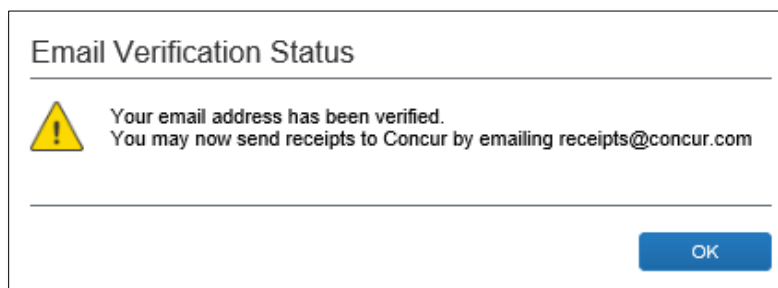 Email Verification Status
Your email address has been verified.
You may now send receipts to Concur by emailing receipts@concur.com
OK